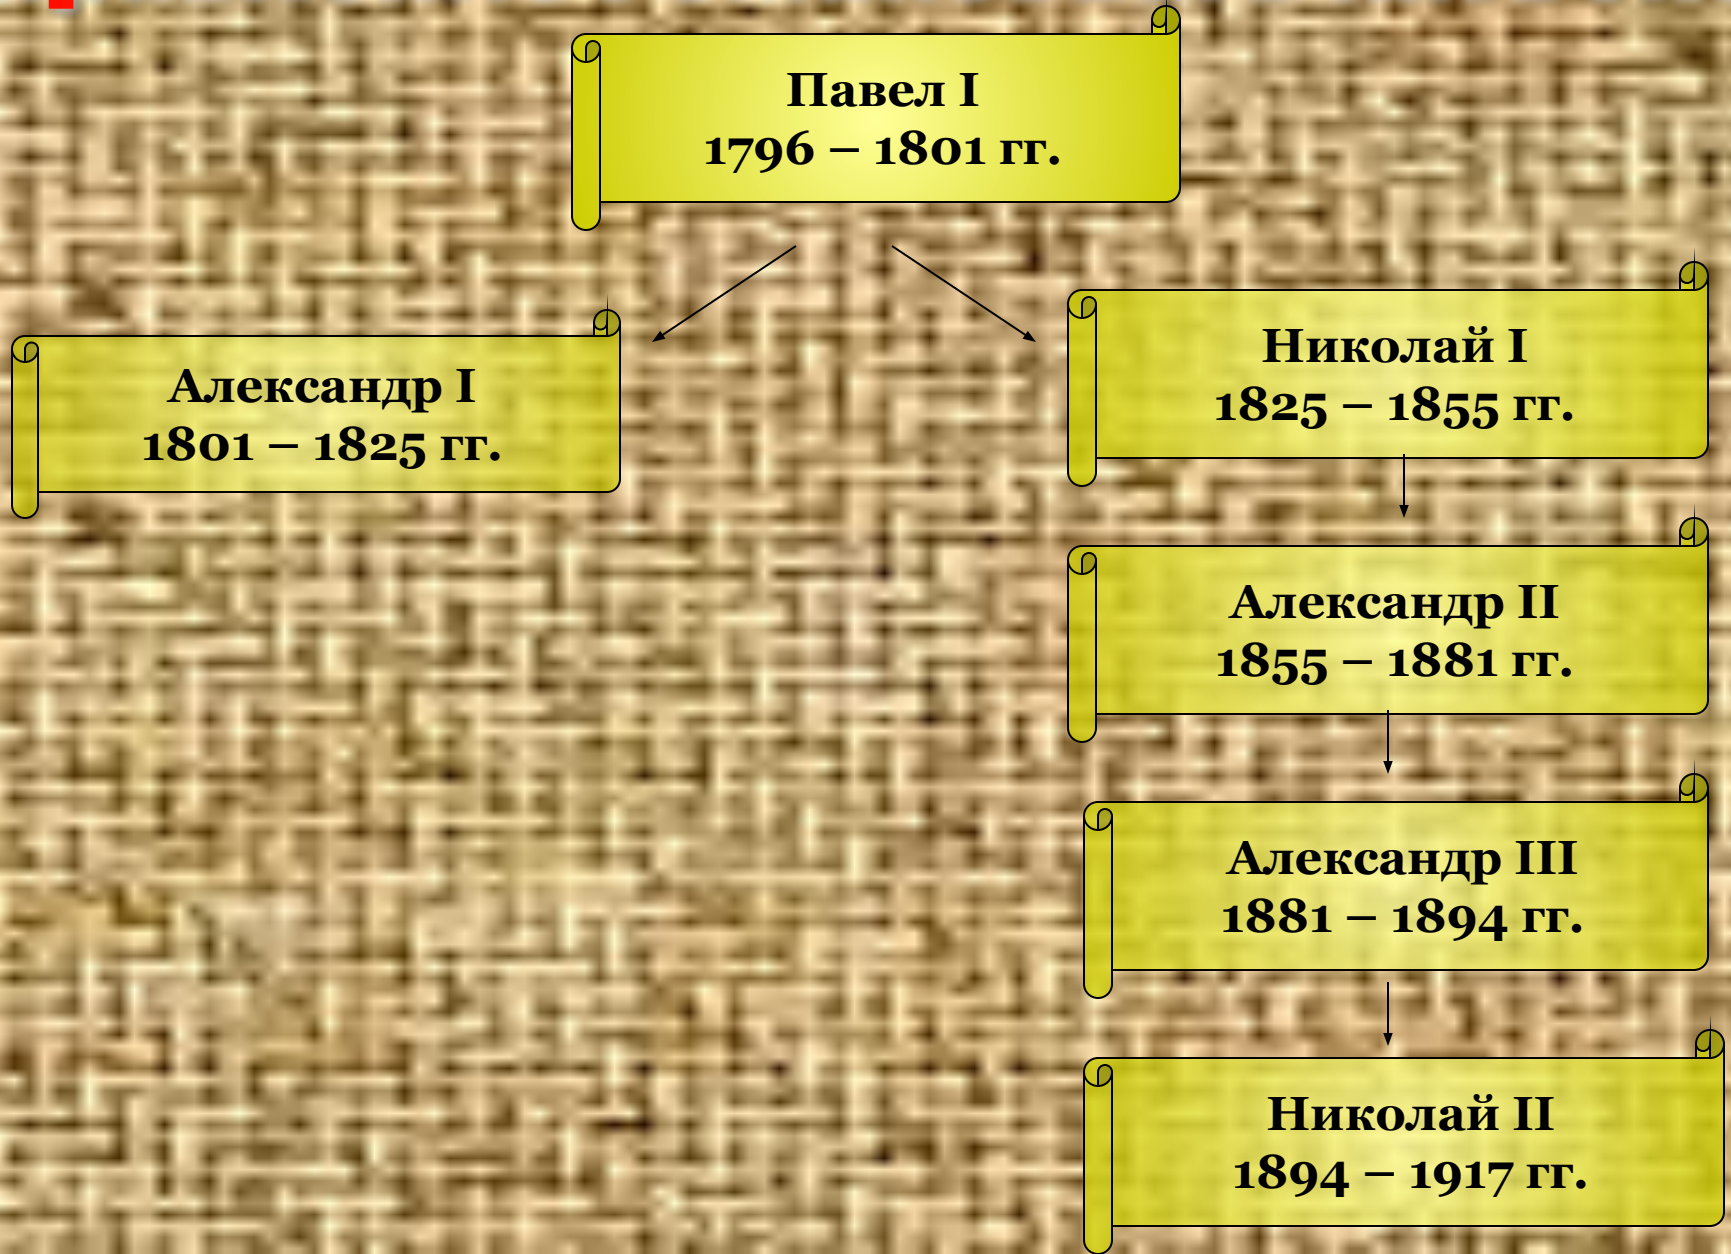 Павел I
1796 – 1801 гг.
Александр I
1801 – 1825 гг.
Николай I
1825 – 1855 гг.
Александр II
1855 – 1881 гг.
Александр III
1881 – 1894 гг.
Николай II
1894 – 1917 гг.